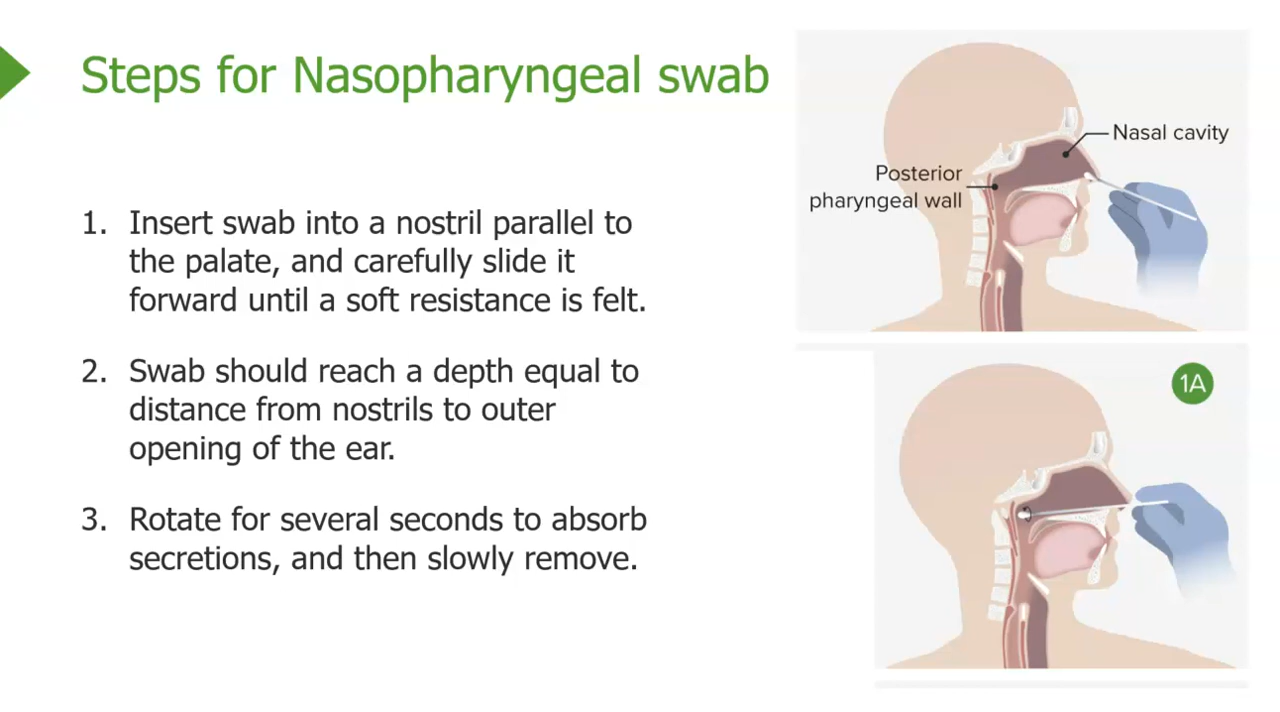 Steps for Nasopharyngeal swab
1. Insert swab into a nostril parallel to
the palate, and carefully slide it
forward until a soft resistance is felt.
2. Swab should reach a depth equal to
distance from nostrils to outer
opening of the ear.
3. Rotate for several seconds to absorb
secretions, and then slowly remove.
Nasal cavity
Posterior
pharyngeal wall
1A